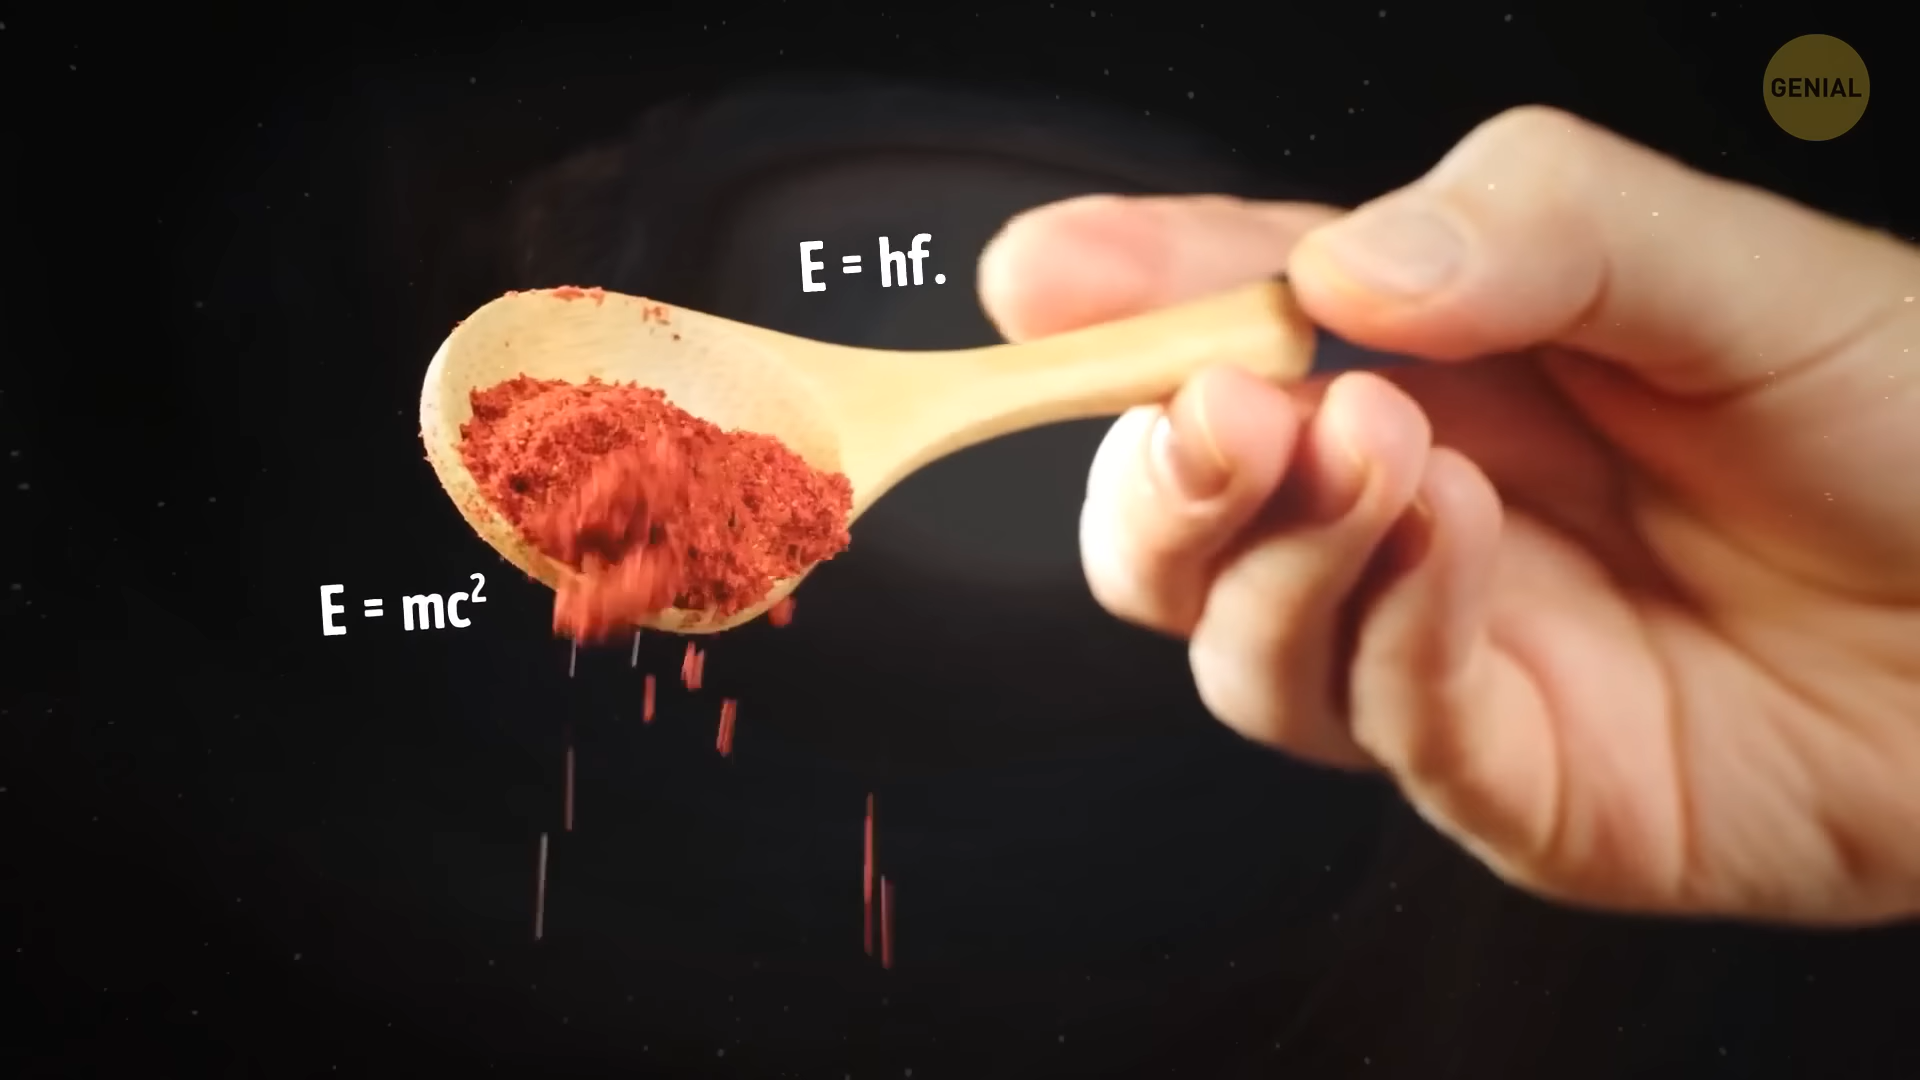 GENIAL
E = hf.
E = mc²